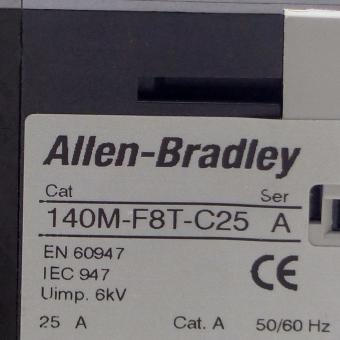 Allen-Bradley
Cat Ser
140M-F8T-C25 A
EN 60947
IEC 947
Uimp. 6kV
CE
25 A Cat. A 50/60 Hz